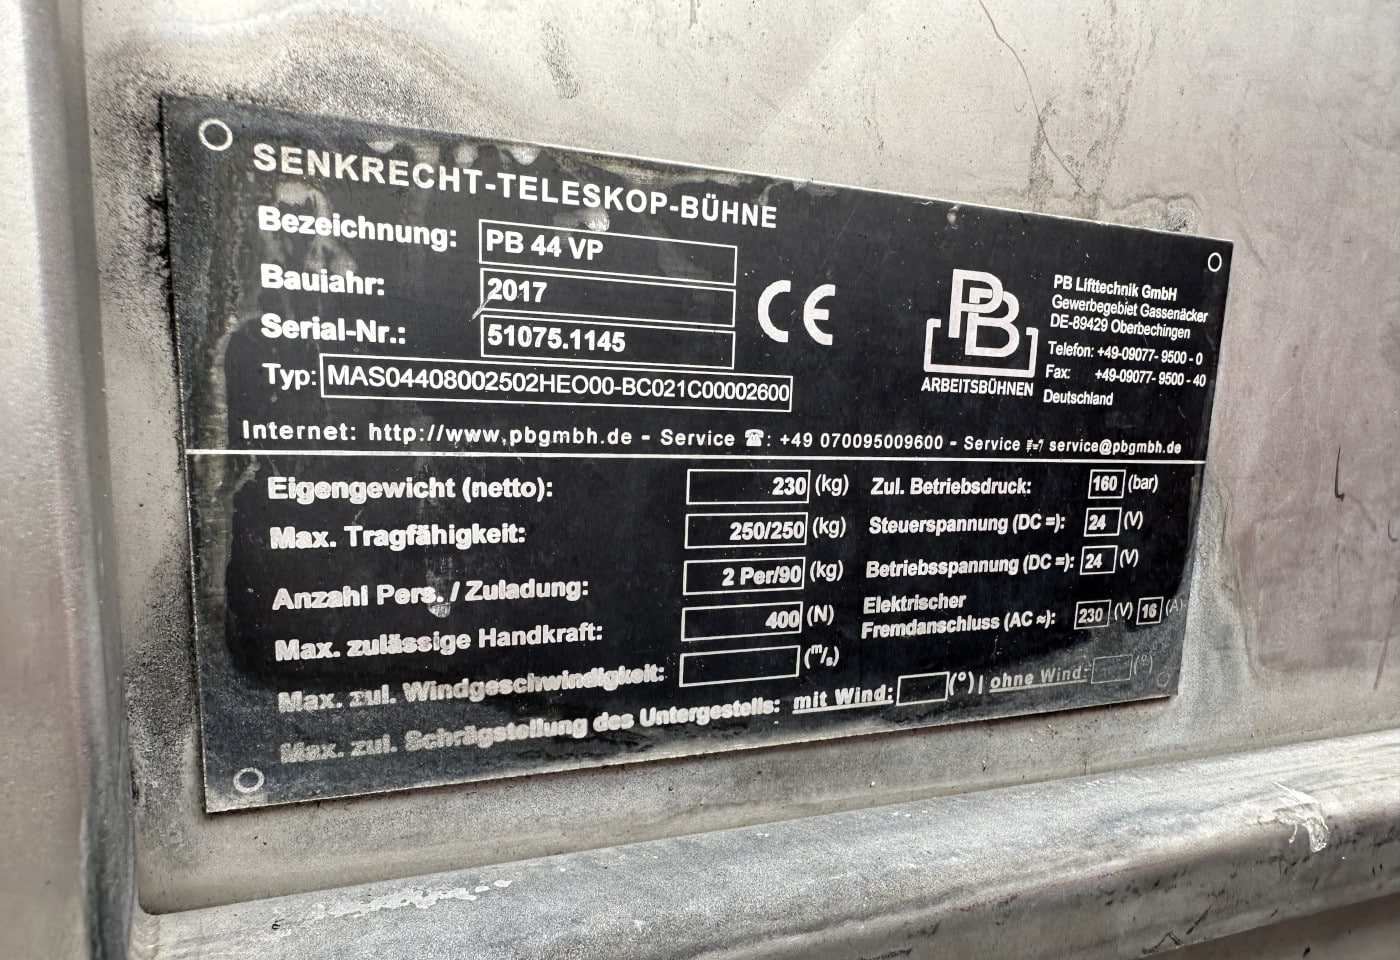 SENKRECHT-TELESKOP-BÜHNE
Bezeichnung: PB 44 VP
Baujahr: 2017
Serial-Nr.: 51075.1145
Typ: MAS04408002502HEO00-BC021C00002600
CE
PB
ARBEITSBÜHNEN
PB Lifttechnik GmbH
Gewerbegebiet Gassenäcker
DE-89429 Oberbechingen
Telefon: +49-09077- 9500 - 0
Fax: +49-09077- 9500 - 40
Deutschland
Internet: http://www.pbgmbh.de - Service ☎: +49 070095009600 - Service service@pbgmbh.de
Eigengewicht (netto): 230 (kg)
Max. Tragfähigkeit: 250/250 (kg)
Anzahl Pers. / Zuladung: 2 Per/90 (kg)
Max. zulässige Handkraft: 400 (N)
Max. zul. Windgeschwindigkeit: (m/s)
Max. zul. Schrägstellung des Untergestells: mit Wind: (°) | ohne Wind: (°)
Zul. Betriebsdruck: 160 (bar)
Steuerspannung (DC =): 24 (V)
Betriebsspannung (DC =): 24 (V)
Elektrischer
Fremdanschluss (AC ≈): 230 (V) 16 (A)